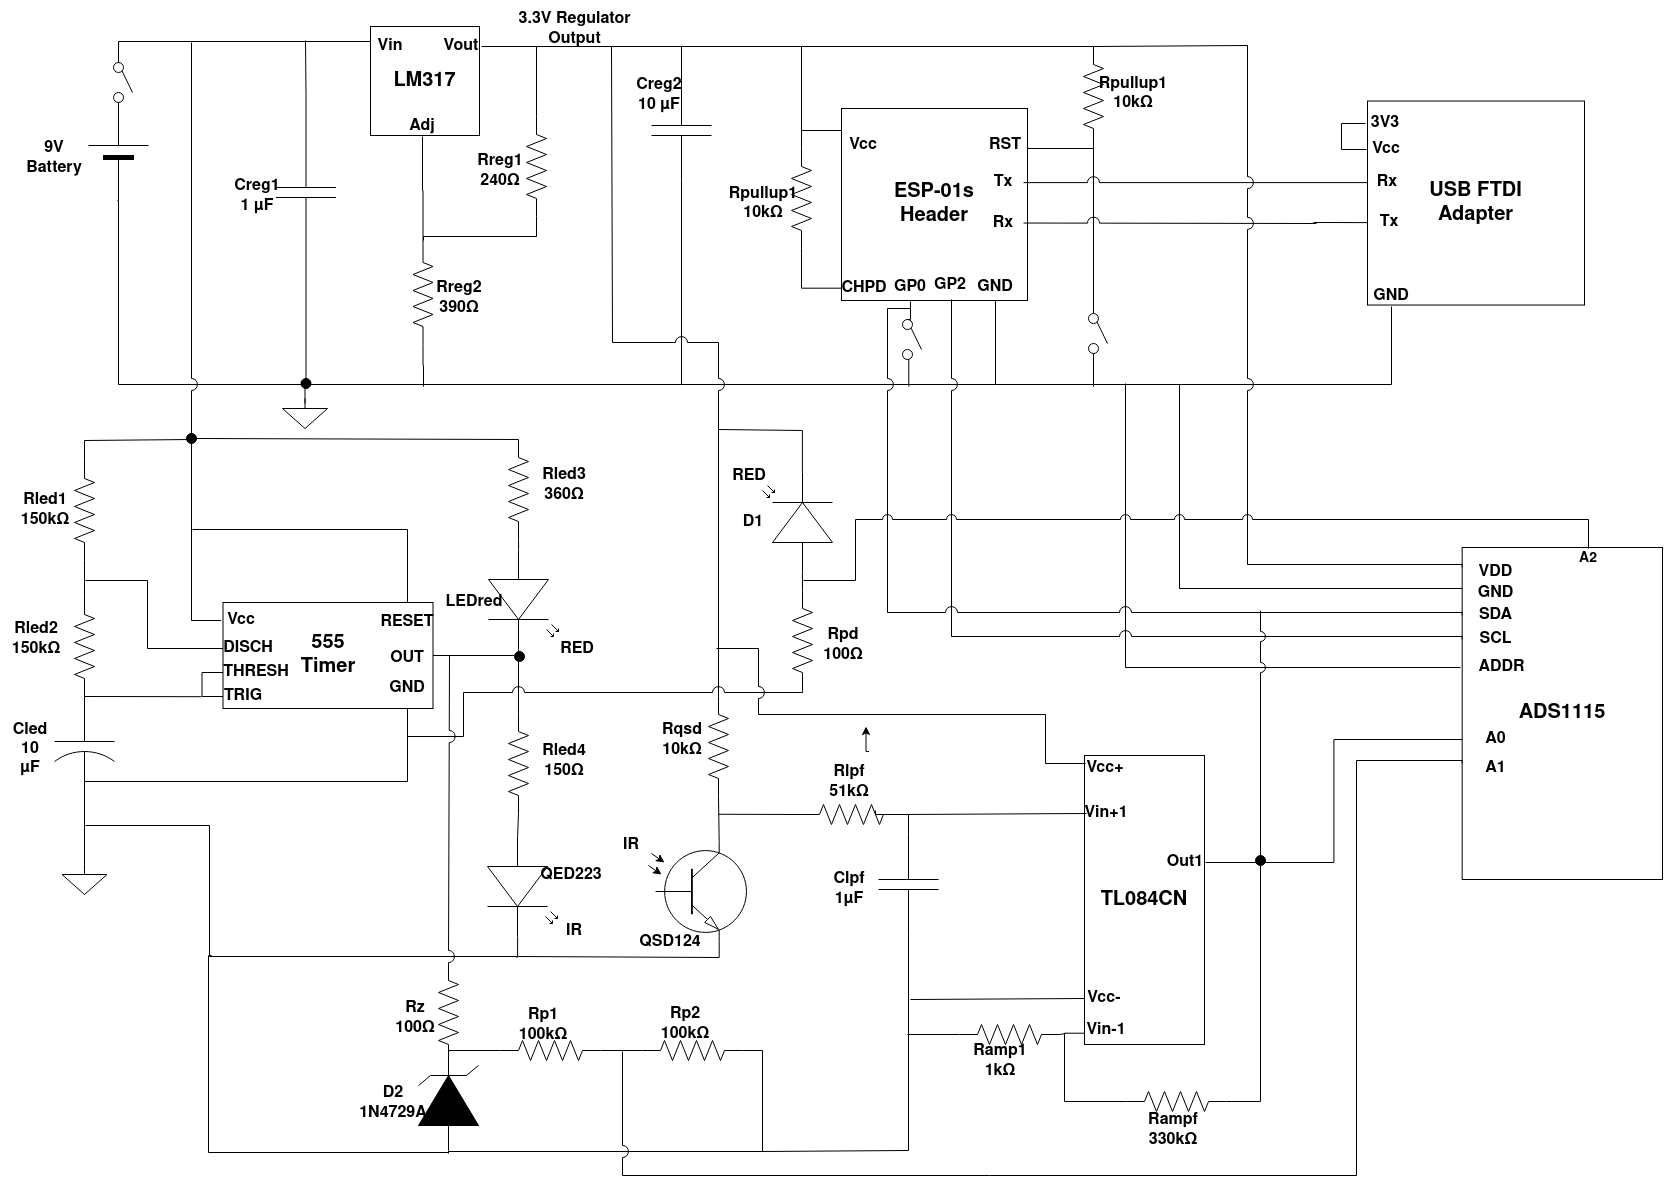 3.3V Regulator
Output
Vin
Vout
LM317
Adj
9V
Battery
Creg1
1 µF
Rreg1
240Ω
Rreg2
390Ω
Creg2
10 µF
Rpullup1
10kΩ
Vcc
RST
Tx
Rx
ESP-01s
Header
CHPD
GP0
GP2
GND
Rpullup1
10kΩ
3V3
Vcc
Rx
Tx
USB FTDI
Adapter
GND
Rled1
150kΩ
Rled2
150kΩ
Cled
10
µF
Vcc
RESET
DISCH
555
Timer
THRESH
TRIG
OUT
GND
Rled3
360Ω
LEDred
RED
Rled4
150Ω
QED223
IR
RED
D1
Rpd
100Ω
Rqsd
10kΩ
IR
QSD124
Rlpf
51kΩ
Clpf
1µF
Vcc+
Vin+1
Out1
TL084CN
Vcc-
Vin-1
Ramp1
1kΩ
Rampf
330kΩ
A2
VDD
GND
SDA
SCL
ADDR
ADS1115
A0
A1
Rz
100Ω
Rp1
100kΩ
Rp2
100kΩ
D2
1N4729A